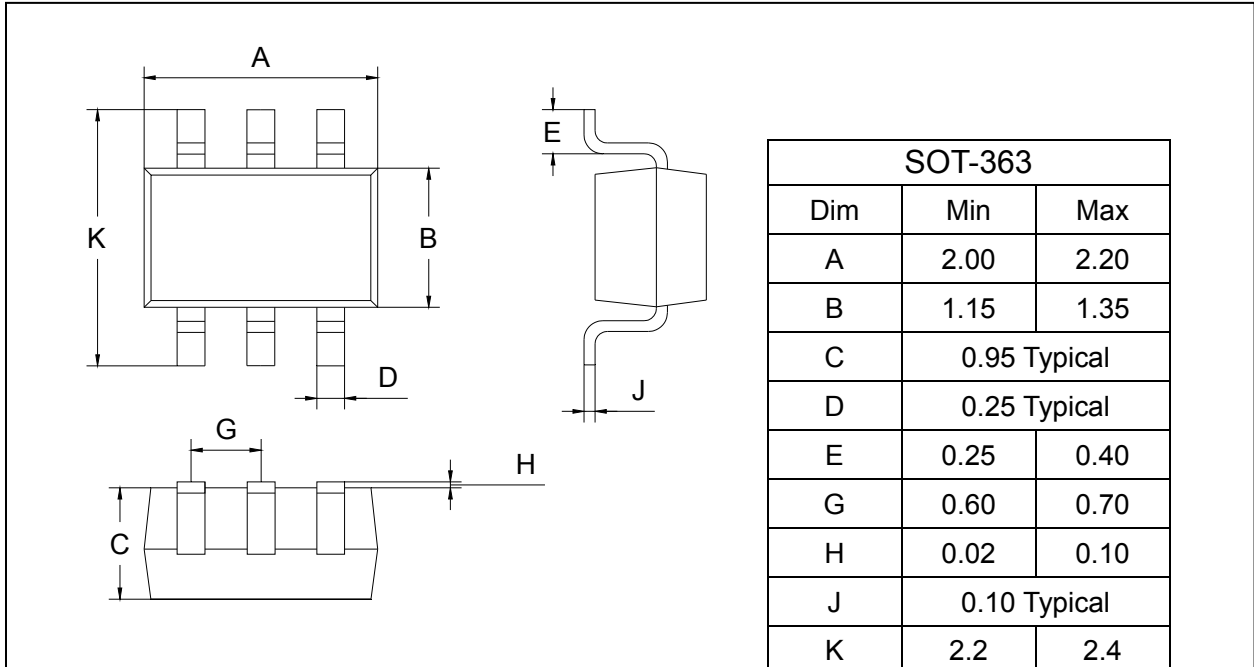 A
K
B
D
E
J
G
H
C
SOT-363
Dim Min Max
A 2.00 2.20
B 1.15 1.35
C 0.95 Typical
D 0.25 Typical
E 0.25 0.40
G 0.60 0.70
H 0.02 0.10
J 0.10 Typical
K 2.2 2.4